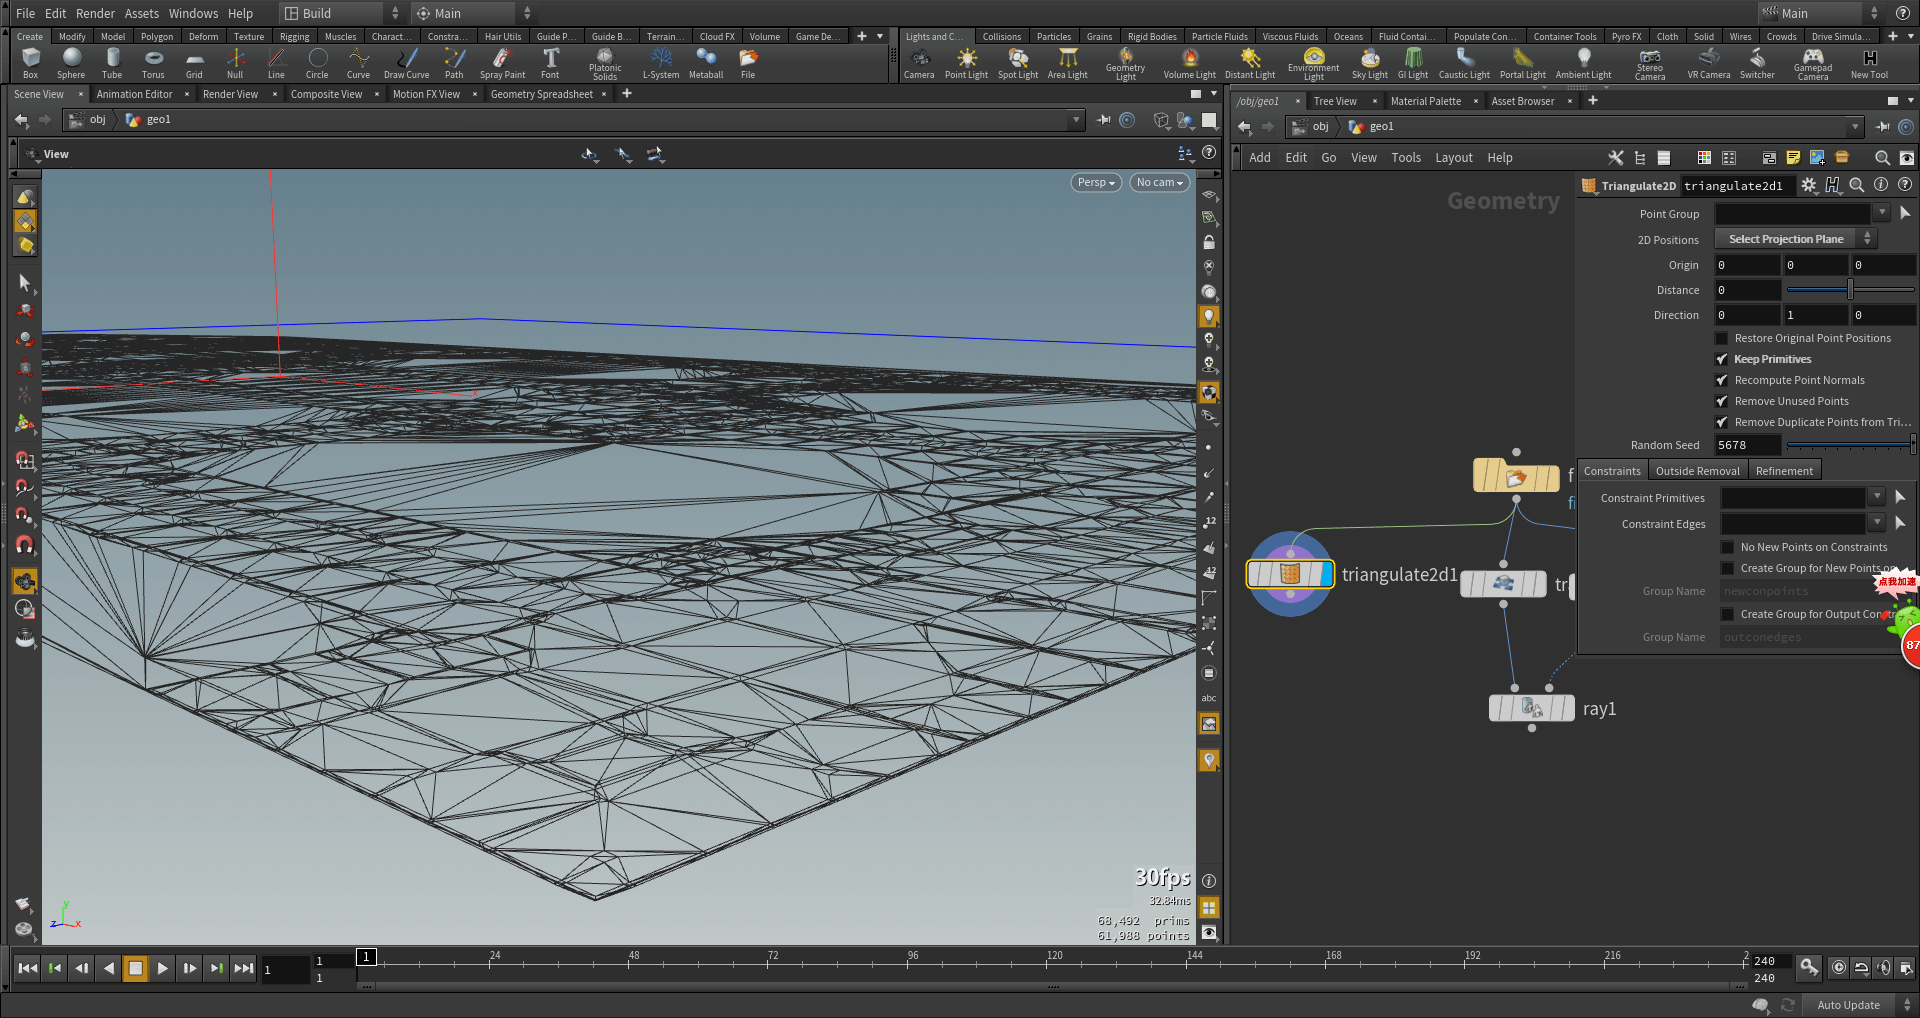 File Edit Render Assets Windows Help Build Main Main
Create Modify Model Polygon Deform Texture Rigging Muscles Charact... Constra... Hair Utils Guide P... Guide B... Terrain... Cloud FX Volume Game De...
Lights and C... Collisions Particles Grains Rigid Bodies Particle Fluids Viscous Fluids Oceans Fluid Contai... Populate Con... Container Tools Pyro FX Cloth Solid Wires Crowds Drive Simula...
Box Sphere Tube Torus Grid Null Line Circle Curve Draw Curve Path Spray Paint Font Platonic Solids L-System Metaball File
Camera Point Light Spot Light Area Light Geometry Light Volume Light Distant Light Environment Light Sky Light GI Light Caustic Light Portal Light Ambient Light Stereo Camera VR Camera Switcher Gamepad Camera New Tool
Scene View Animation Editor Render View Composite View Motion FX View Geometry Spreadsheet
/obj/geo1 Tree View Material Palette Asset Browser
obj geo1
obj geo1
View
Add Edit Go View Tools Layout Help
Persp No cam
Geometry
Triangulate2D triangulate2d1
Point Group
2D Positions Select Projection Plane
Origin 0 0 0
Distance 0
Direction 0 1 0
Restore Original Point Positions
Keep Primitives
Recompute Point Normals
Remove Unused Points
Remove Duplicate Points from Tri...
Random Seed 5678
Constraints Outside Removal Refinement
Constraint Primitives
Constraint Edges
No New Points on Constraints
Create Group for New Points on
Group Name newconpoints
Create Group for Output Constr
Group Name outconedges
点我加速
87
f
fi
triangulate2d1
tr
ray1
12
12
abc
x
y
z x
30fps
32.84ms
68,492 prims
61,988 points
1 1 1 1 24 48 72 96 120 144 168 192 216 2 240
240
Auto Update